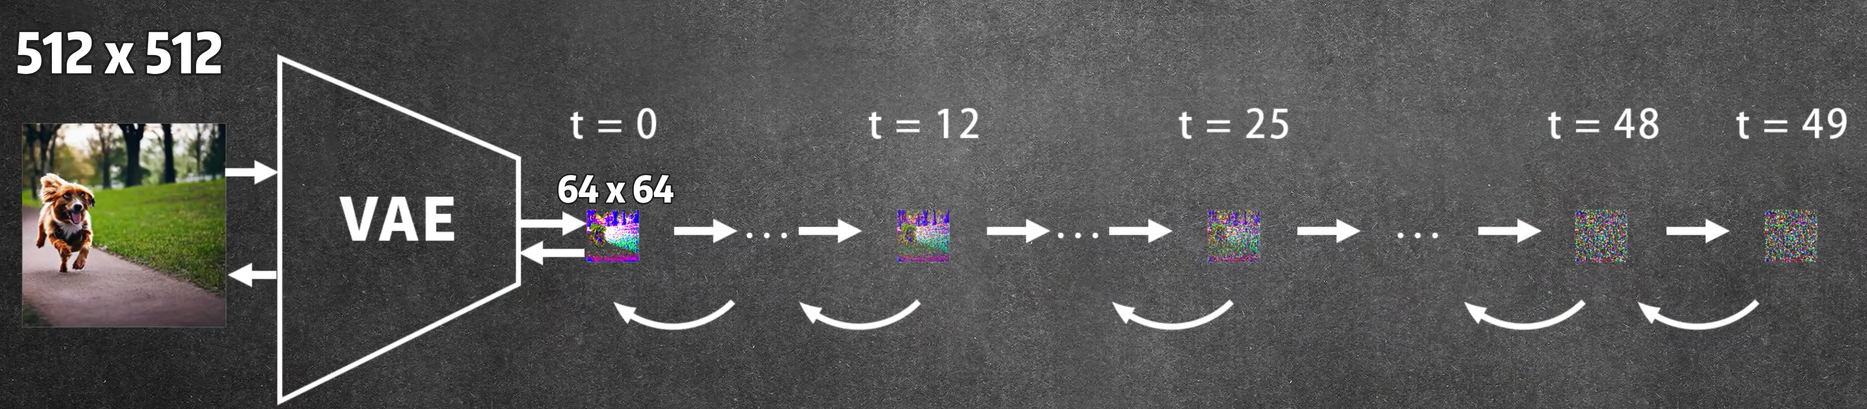 512 x 512
t = 0
t = 12
t = 25
t = 48
t = 49
64 x 64
VAE
...
...
...